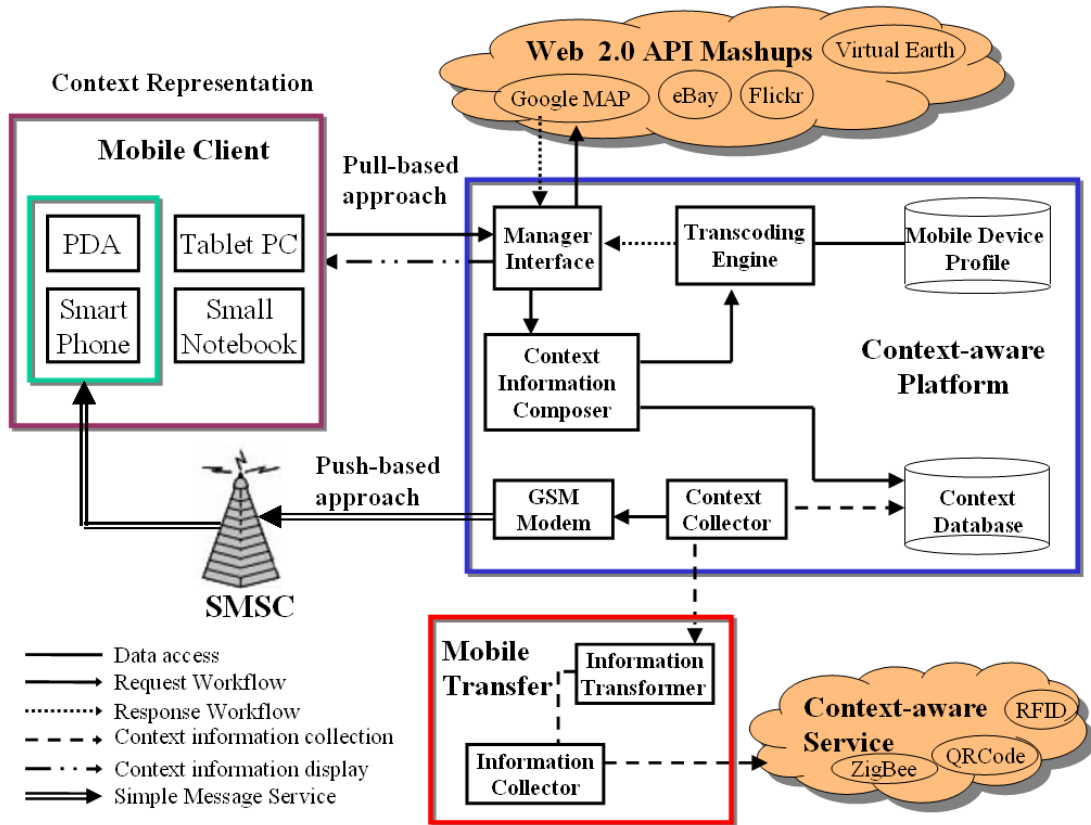 Web 2.0 API Mashups
Virtual Earth
Google MAP
eBay
Flickr
Context Representation
Mobile Client
PDA
Tablet PC
Smart
Phone
Small
Notebook
Pull-based
approach
Manager
Interface
Transcoding
Engine
Mobile Device
Profile
Context
Information
Composer
Context-aware
Platform
Push-based
approach
GSM
Modem
Context
Collector
Context
Database
SMSC
Data access
Request Workflow
Response Workflow
Context information collection
Context information display
Simple Message Service
Mobile
Transfer
Information
Transformer
Information
Collector
Context-aware
Service
RFID
QRCode
ZigBee